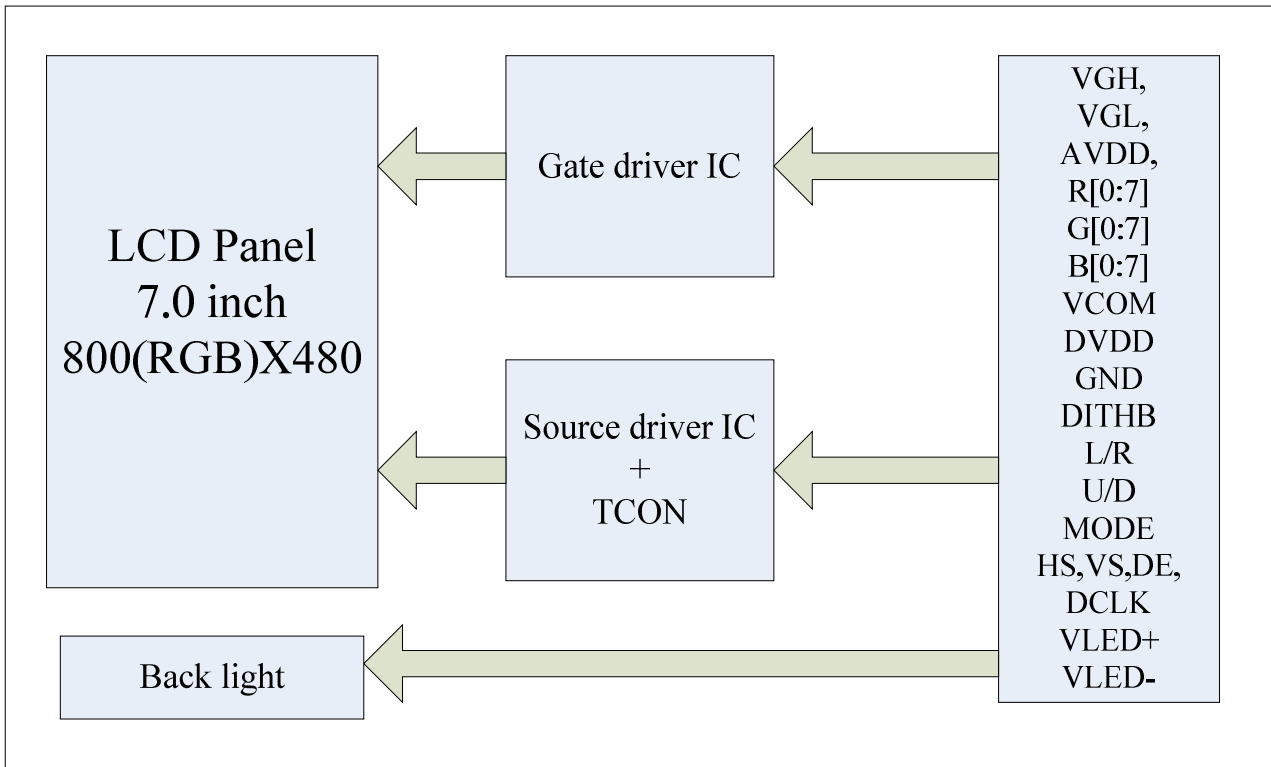 LCD Panel
7.0 inch
800(RGB)X480
Gate driver IC
Source driver IC
+
TCON
Back light
VGH,
VGL,
AVDD,
R[0:7]
G[0:7]
B[0:7]
VCOM
DVDD
GND
DITHB
L/R
U/D
MODE
HS,VS,DE,
DCLK
VLED+
VLED-